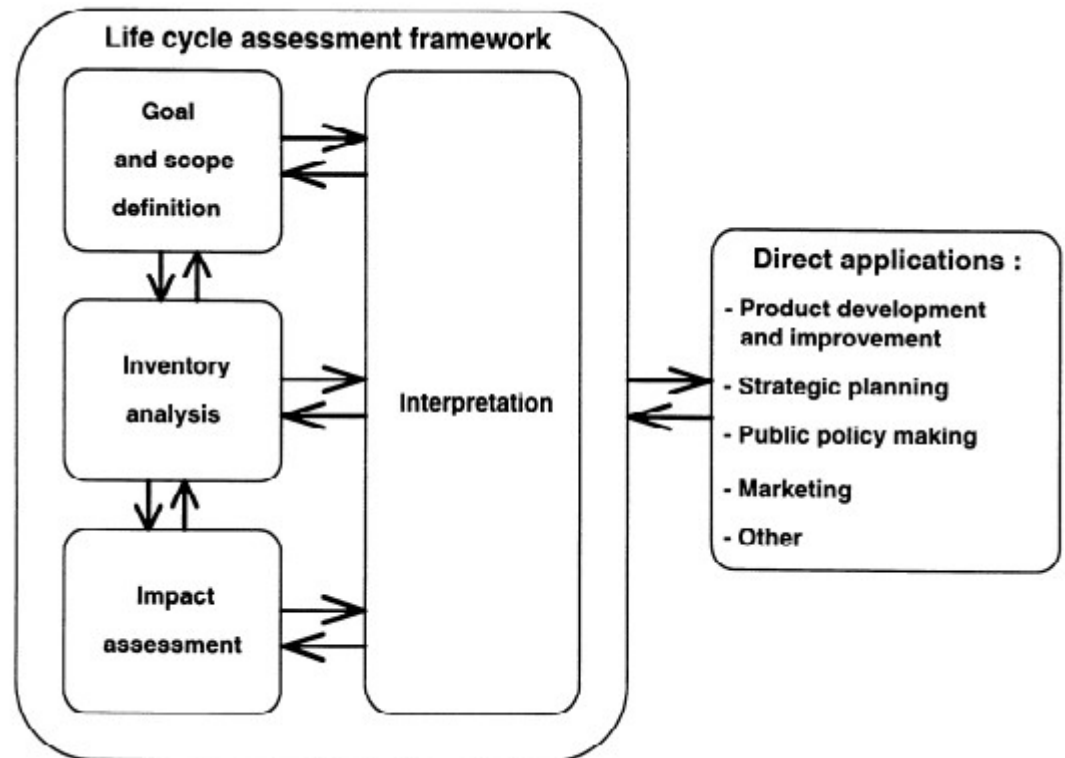 Life cycle assessment framework
Goal
and scope
definition
Inventory
analysis
Impact
assessment
Interpretation
Direct applications :
- Product development
and improvement
- Strategic planning
- Public policy making
- Marketing
- Other